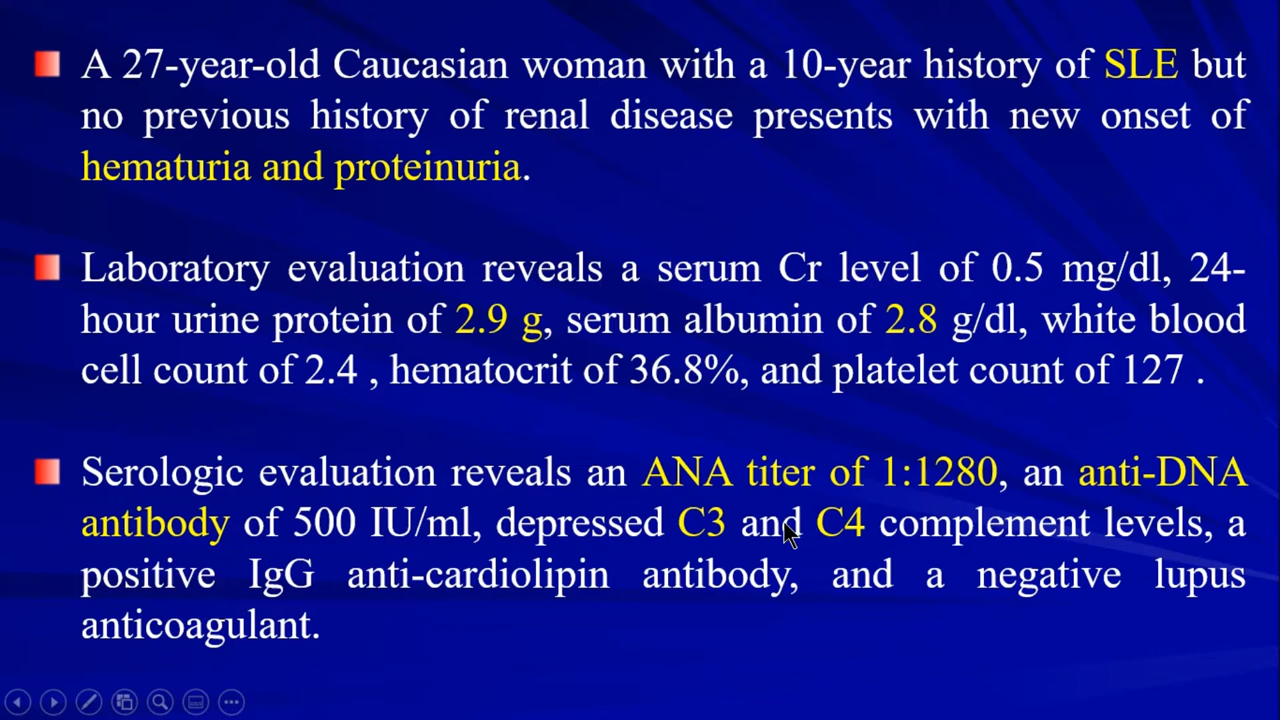 A 27-year-old Caucasian woman with a 10-year history of SLE but
no previous history of renal disease presents with new onset of
hematuria and proteinuria.
Laboratory evaluation reveals a serum Cr level of 0.5 mg/dl, 24-
hour urine protein of 2.9 g, serum albumin of 2.8 g/dl, white blood
cell count of 2.4 , hematocrit of 36.8%, and platelet count of 127 .
Serologic evaluation reveals an ANA titer of 1:1280, an anti-DNA
antibody of 500 IU/ml, depressed C3 and C4 complement levels, a
positive IgG anti-cardiolipin antibody, and a negative lupus
anticoagulant.